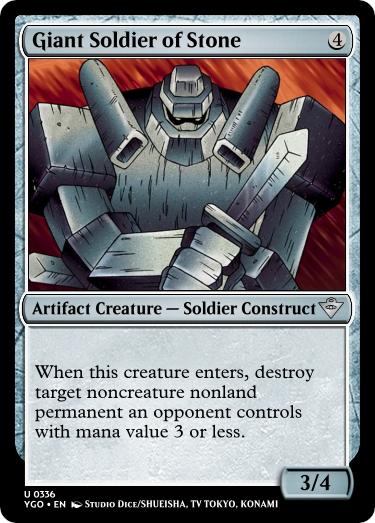 Giant Soldier of Stone 4
Artifact Creature — Soldier Construct
When this creature enters, destroy
target noncreature nonland
permanent an opponent controls
with mana value 3 or less.
3/4
U 0336
YGO • EN Studio Dice/SHUEISHA, TV TOKYO, KONAMI